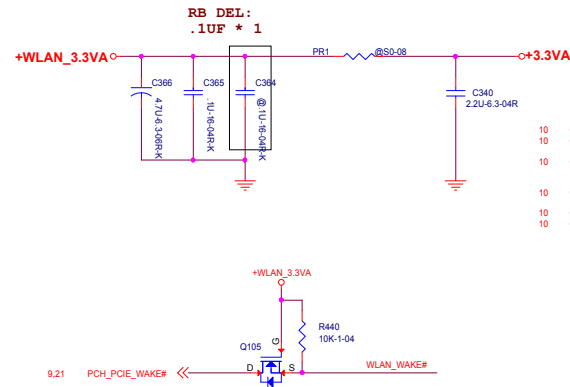 RB DEL:
.1UF * 1
+WLAN_3.3VA
PR1
@S0-08
+3.3VA
C366
4.7U-6.3-06R-K
C365
.1U-16-04R-K
C364
@.1U-16-04R-K
C340
2.2U-6.3-04R
10
10
10
10
10
10
+WLAN_3.3VA
R440
10K-1-04
Q105
G
D
S
9,21
PCH_PCIE_WAKE#
WLAN_WAKE#